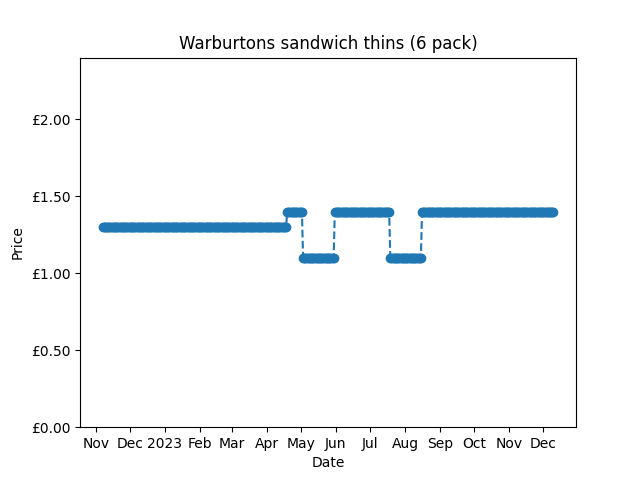 Warburtons sandwich thins (6 pack)
£2.00
£1.50
£1.00
£0.50
£0.00
Price
Nov Dec 2023 Feb Mar Apr May Jun Jul Aug Sep Oct Nov Dec
Date